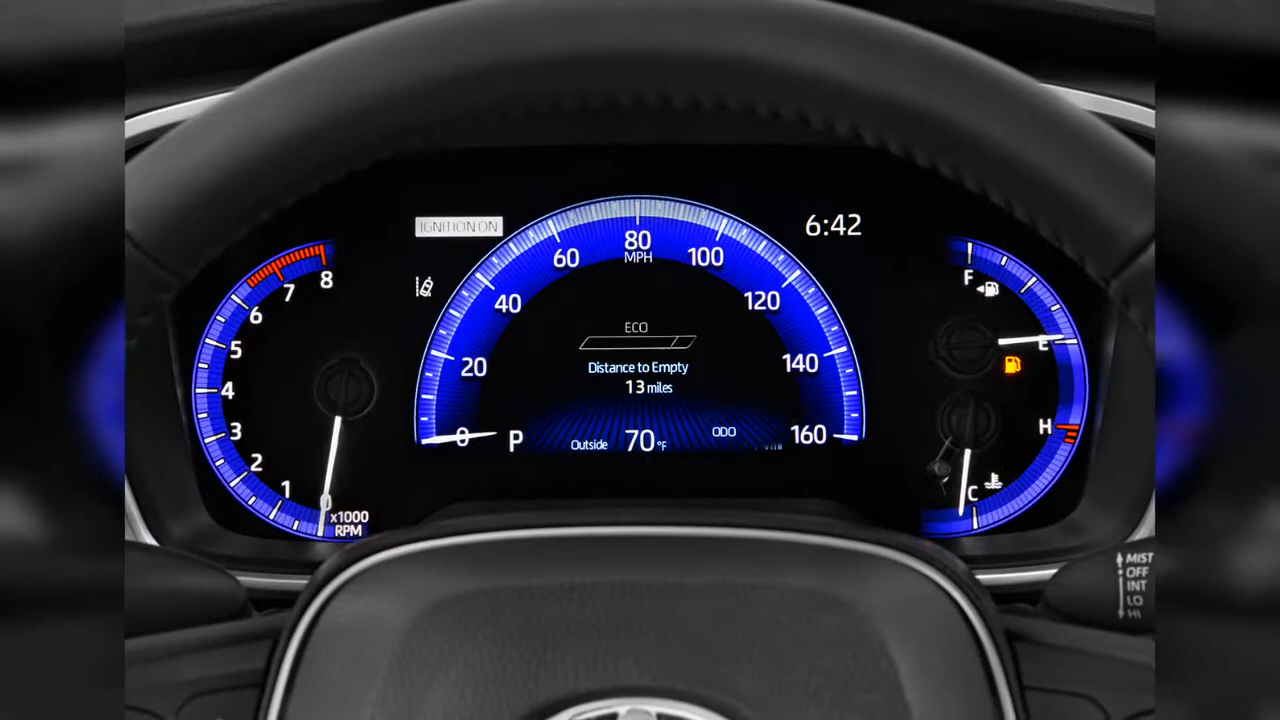 IGNITION ON
6:42
8
7
6
5
4
3
2
1
0
x1000
RPM
80
MPH
60
100
40
120
20
140
0
160
ECO
Distance to Empty
13 miles
P
Outside
70 °F
ODO
F
E
H
C
MIST
OFF
INT
LO
HI